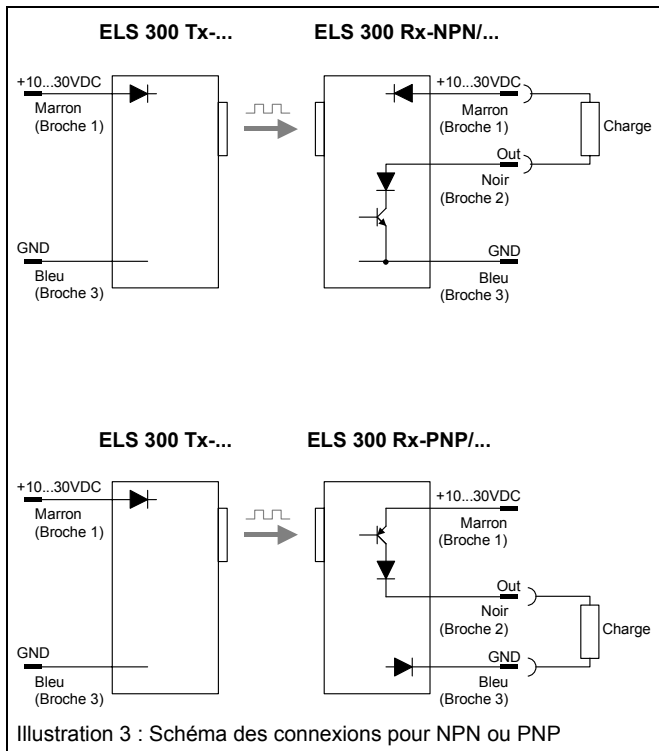 ELS 300 Tx-... ELS 300 Rx-NPN/...
+10...30VDC
Marron
(Broche 1)
GND
Bleu
(Broche 3)
+10...30VDC
Marron
(Broche 1)
Out
Noir
(Broche 2)
GND
Bleu
(Broche 3)
Charge
ELS 300 Tx-... ELS 300 Rx-PNP/...
+10...30VDC
Marron
(Broche 1)
GND
Bleu
(Broche 3)
+10...30VDC
Marron
(Broche 1)
Out
Noir
(Broche 2)
GND
Bleu
(Broche 3)
Charge
Illustration 3 : Schéma des connexions pour NPN ou PNP